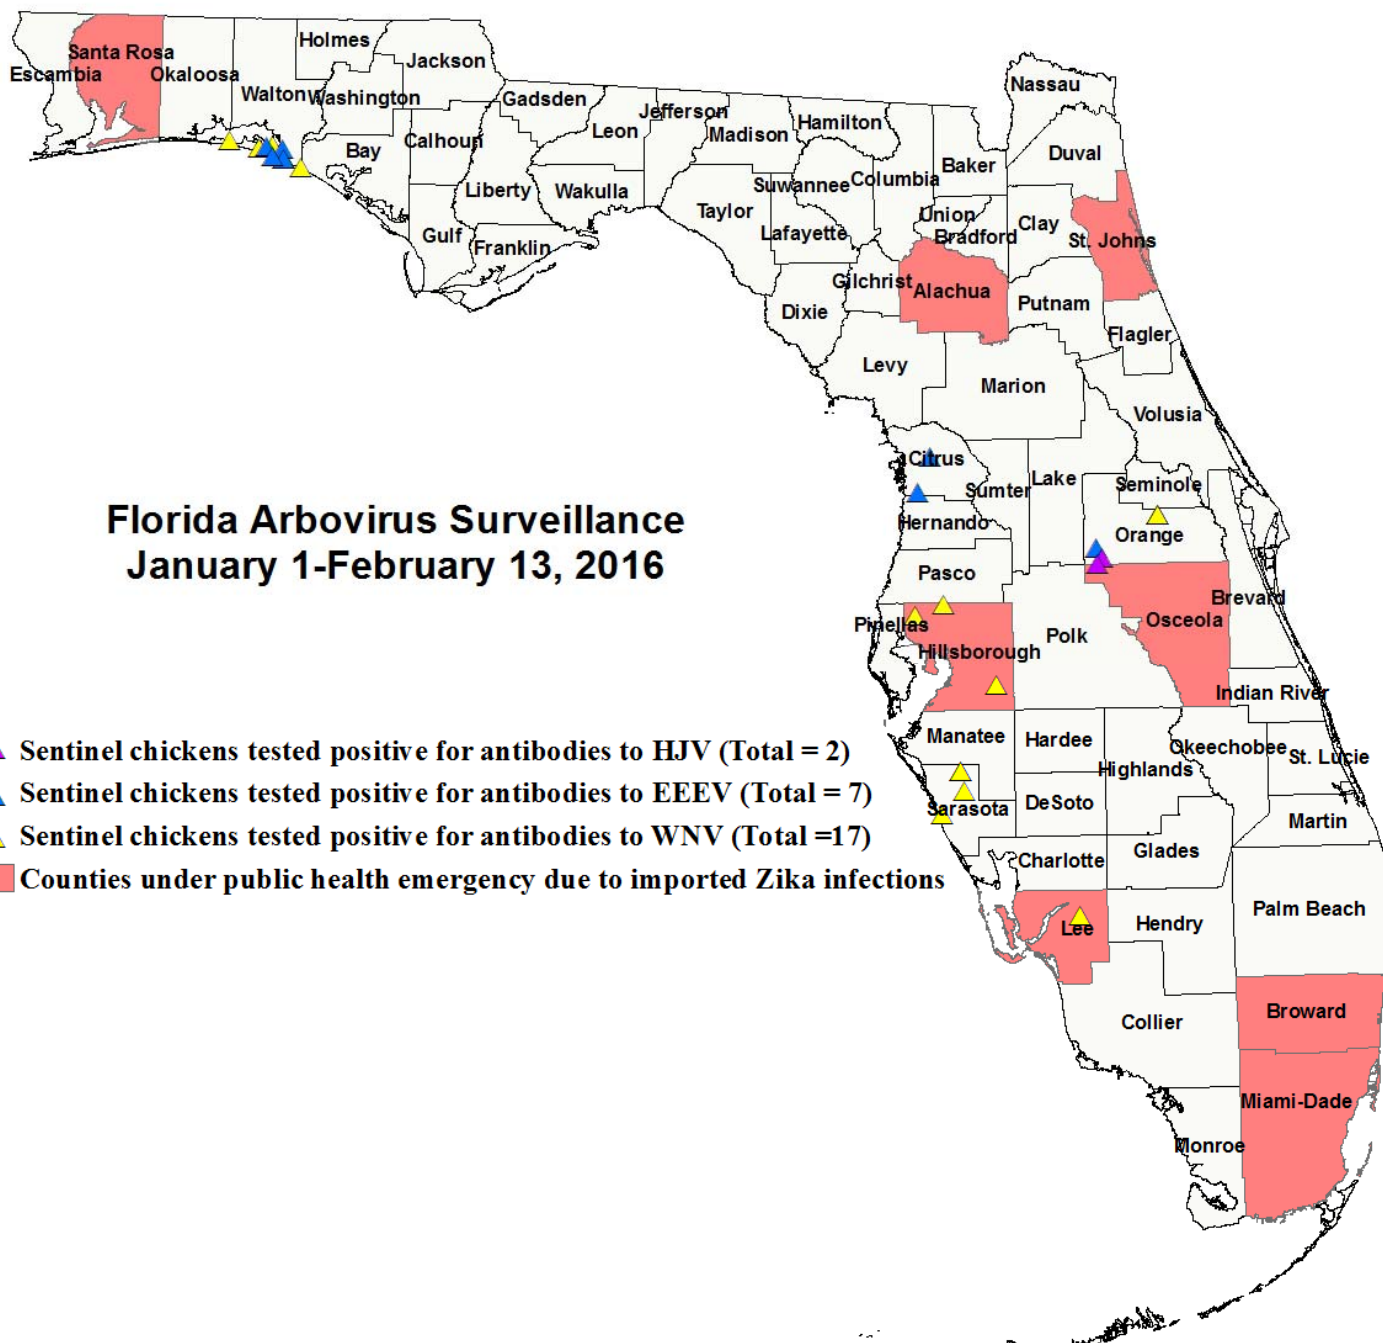 Holmes
Santa Rosa
Jackson
Escambia
Okaloosa
Walton
Washington
Nassau
Gadsden
Jefferson
Leon
Madison
Hamilton
Calhoun
Bay
Duval
Baker
Columbia
Suwannee
Liberty
Wakulla
Taylor
Union
Clay
Lafayette
Bradford
St. Johns
Gulf
Franklin
Gilchrist
Alachua
Putnam
Dixie
Flagler
Levy
Marion
Volusia
Citrus
Lake
Seminole
Sumter
Hernando
Orange
Florida Arbovirus Surveillance
January 1-February 13, 2016
Pasco
Brevard
Osceola
Pinellas
Polk
Hillsborough
Indian River
Manatee
Hardee
Okeechobee
St. Lucie
Highlands
Sarasota
DeSoto
Martin
Charlotte
Glades
Sentinel chickens tested positive for antibodies to HJV (Total = 2)
Sentinel chickens tested positive for antibodies to EEEV (Total = 7)
Sentinel chickens tested positive for antibodies to WNV (Total =17)
Counties under public health emergency due to imported Zika infections
Palm Beach
Hendry
Lee
Broward
Collier
Miami-Dade
Monroe